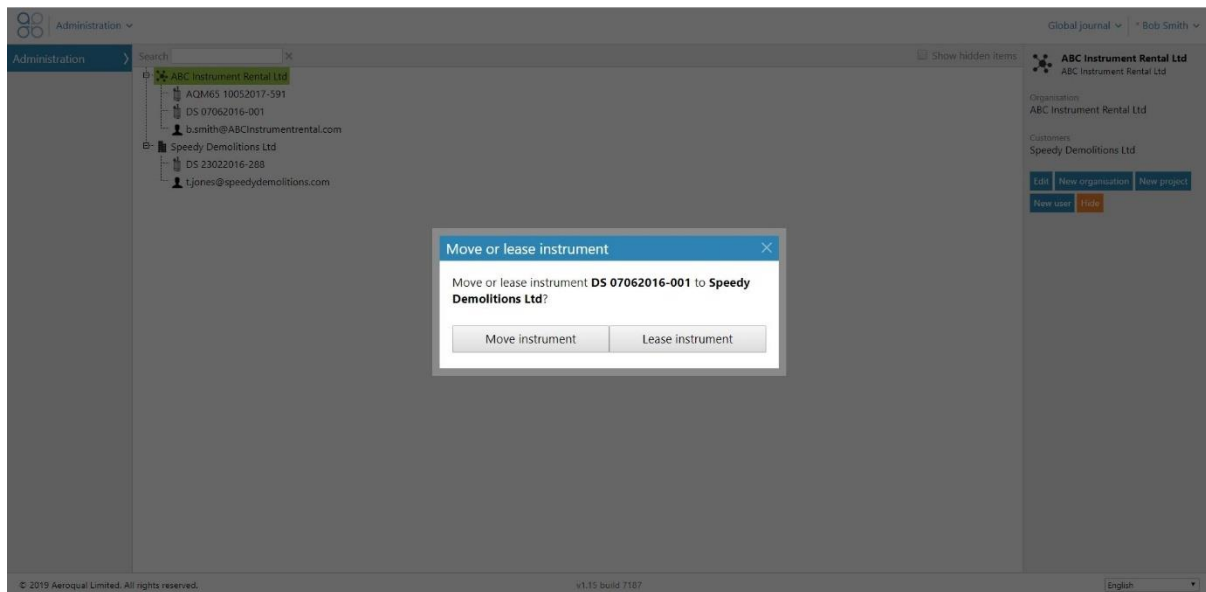 Administration
Global journal
* Bob Smith
Administration
Search
Show hidden items
ABC Instrument Rental Ltd
AQM65 10052017-591
DS 07062016-001
b.smith@ABCInstrumentrental.com
Speedy Demolitions Ltd
DS 23022016-288
t.jones@speedydemolitions.com
ABC Instrument Rental Ltd
ABC Instrument Rental Ltd
Organisation
ABC Instrument Rental Ltd
Customers
Speedy Demolitions Ltd
Edit New organisation New project
New user Hide
Move or lease instrument
Move or lease instrument DS 07062016-001 to Speedy
Demolitions Ltd?
Move instrument Lease instrument
© 2019 Aeroqual Limited. All rights reserved.
v1.15 build 7187
English